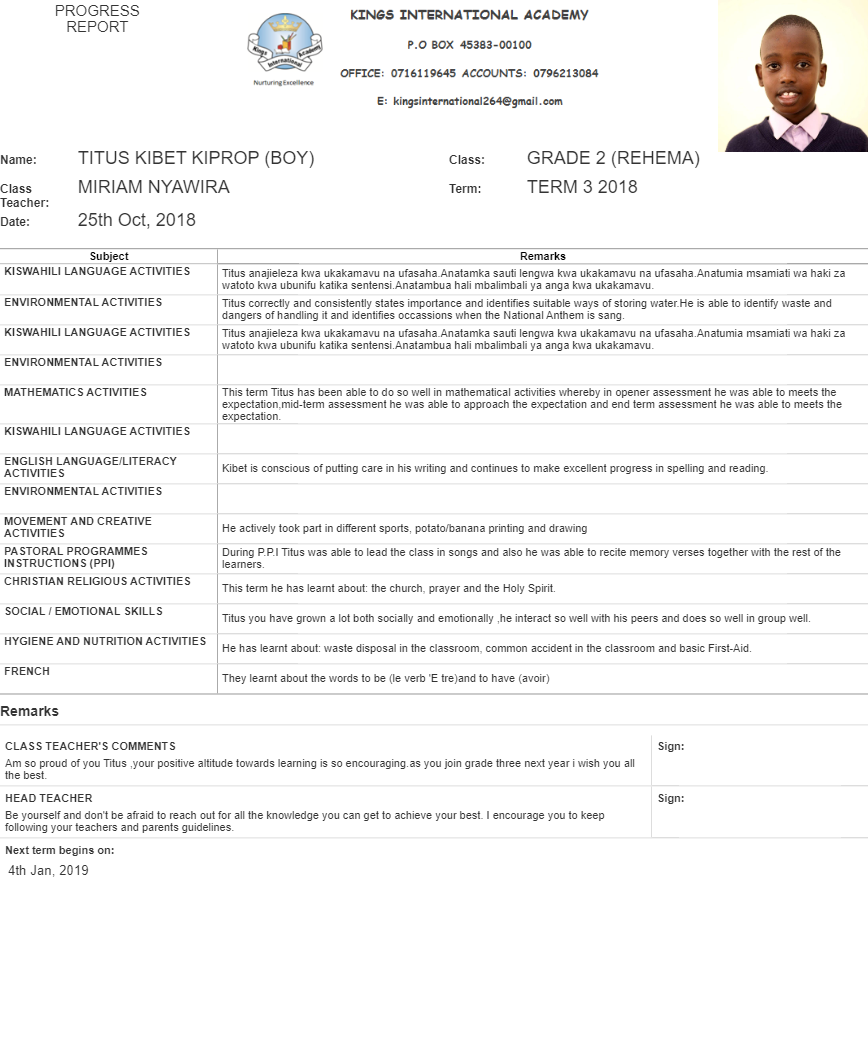 PROGRESS
REPORT
Kings International Academy
Nurturing Excellence
KINGS INTERNATIONAL ACADEMY
P.O BOX 45383-00100
OFFICE: 0716119645 ACCOUNTS: 0796213084
E: kingsinternational264@gmail.com
Name: TITUS KIBET KIPROP (BOY) Class: GRADE 2 (REHEMA)
Class Teacher: MIRIAM NYAWIRA Term: TERM 3 2018
Date: 25th Oct, 2018
Subject Remarks
KISWAHILI LANGUAGE ACTIVITIES
Titus anajieleza kwa ukakamavu na ufasaha.Anatamka sauti lengwa kwa ukakamavu na ufasaha.Anatumia msamiati wa haki za
watoto kwa ubunifu katika sentensi.Anatambua hali mbalimbali ya anga kwa ukakamavu.
ENVIRONMENTAL ACTIVITIES
Titus correctly and consistently states importance and identifies suitable ways of storing water.He is able to identify waste and
dangers of handling it and identifies occassions when the National Anthem is sang.
KISWAHILI LANGUAGE ACTIVITIES
Titus anajieleza kwa ukakamavu na ufasaha.Anatamka sauti lengwa kwa ukakamavu na ufasaha.Anatumia msamiati wa haki za
watoto kwa ubunifu katika sentensi.Anatambua hali mbalimbali ya anga kwa ukakamavu.
ENVIRONMENTAL ACTIVITIES
MATHEMATICS ACTIVITIES
This term Titus has been able to do so well in mathematical activities whereby in opener assessment he was able to meets the
expectation,mid-term assessment he was able to approach the expectation and end term assessment he was able to meets the
expectation.
KISWAHILI LANGUAGE ACTIVITIES
ENGLISH LANGUAGE/LITERACY
ACTIVITIES
Kibet is conscious of putting care in his writing and continues to make excellent progress in spelling and reading.
ENVIRONMENTAL ACTIVITIES
MOVEMENT AND CREATIVE
ACTIVITIES
He actively took part in different sports, potato/banana printing and drawing
PASTORAL PROGRAMMES
INSTRUCTIONS (PPI)
During P.P.I Titus was able to lead the class in songs and also he was able to recite memory verses together with the rest of the
learners.
CHRISTIAN RELIGIOUS ACTIVITIES
This term he has learnt about: the church, prayer and the Holy Spirit.
SOCIAL / EMOTIONAL SKILLS
Titus you have grown a lot both socially and emotionally ,he interact so well with his peers and does so well in group well.
HYGIENE AND NUTRITION ACTIVITIES
He has learnt about: waste disposal in the classroom, common accident in the classroom and basic First-Aid.
FRENCH
They learnt about the words to be (le verb 'E tre)and to have (avoir)
Remarks
CLASS TEACHER'S COMMENTS Sign:
Am so proud of you Titus ,your positive altitude towards learning is so encouraging.as you join grade three next year i wish you all
the best.
HEAD TEACHER Sign:
Be yourself and don't be afraid to reach out for all the knowledge you can get to achieve your best. I encourage you to keep
following your teachers and parents guidelines.
Next term begins on:
4th Jan, 2019